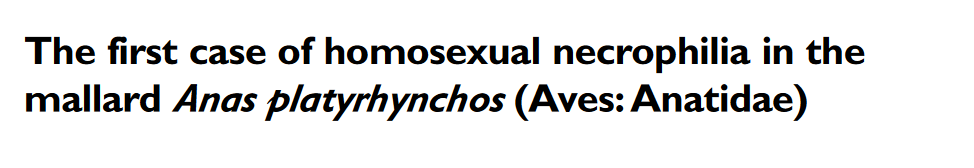 The first case of homosexual necrophilia in the
mallard Anas platyrhynchos (Aves: Anatidae)